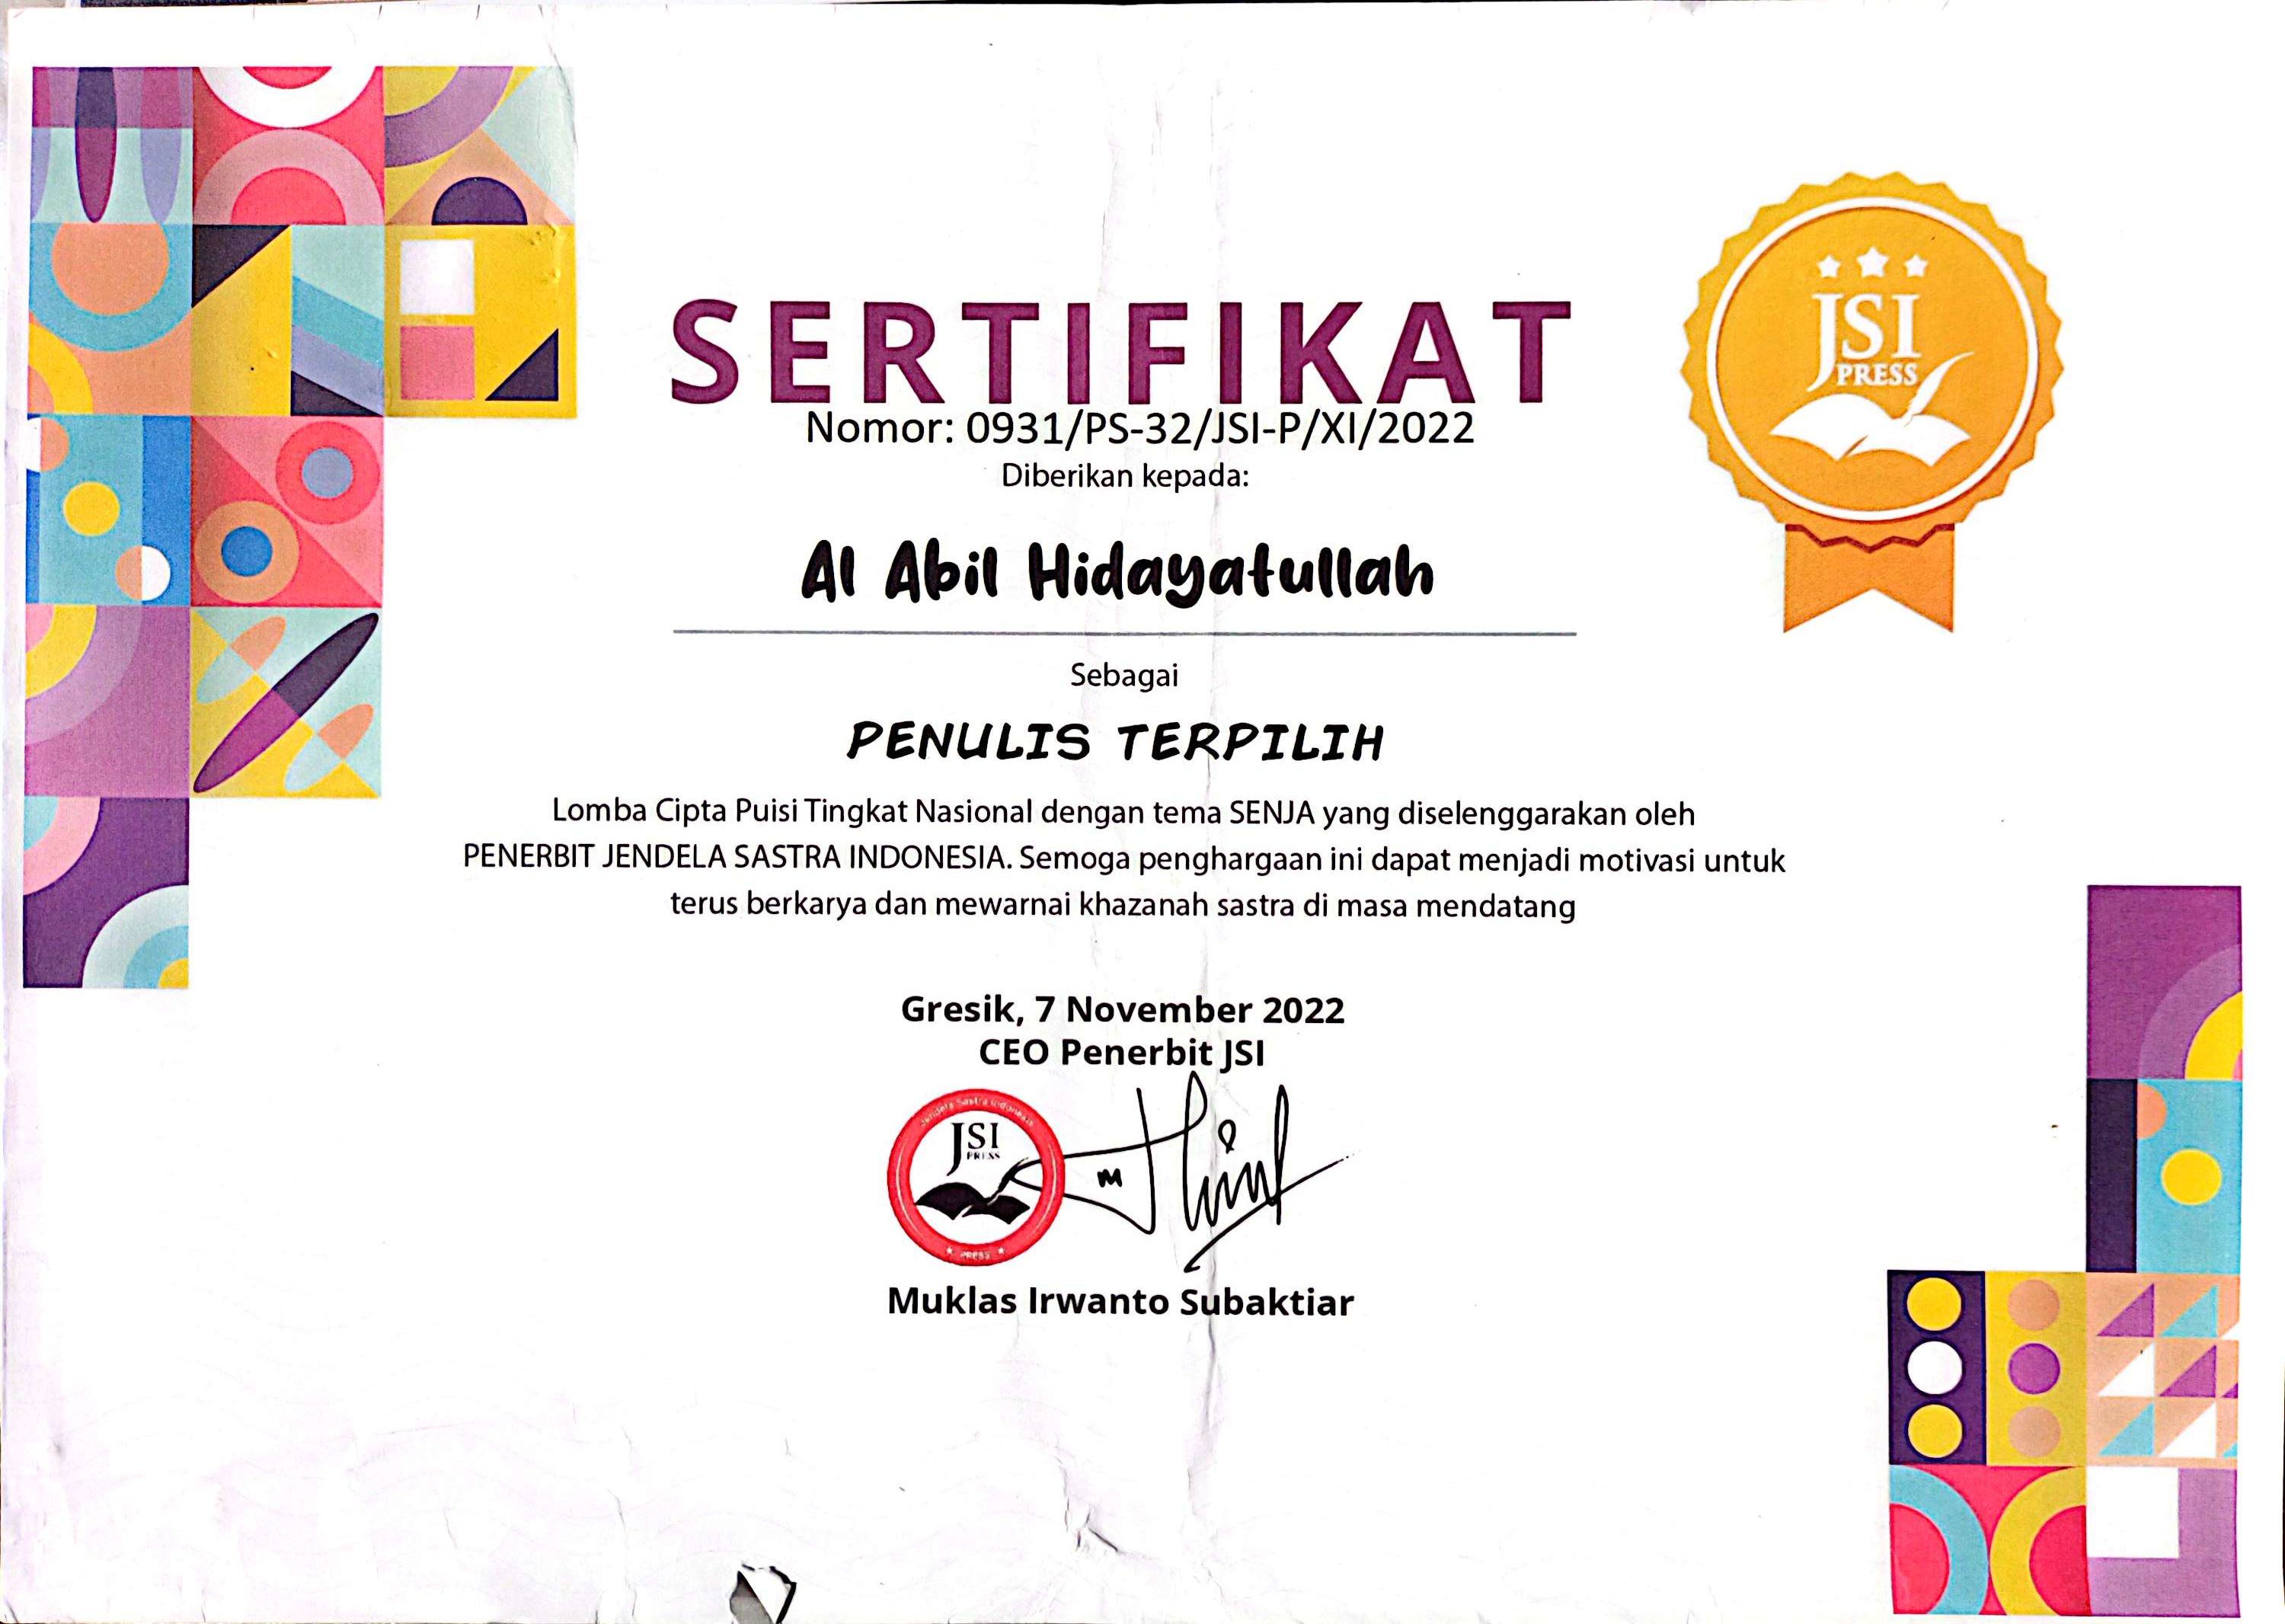 SERTIFIKAT
Nomor: 0931/PS-32/JSI-P/XI/2022
Diberikan kepada:
JSI
PRESS
Al Abil Hidayatullah
Sebagai
PENULIS TERPILIH
Lomba Cipta Puisi Tingkat Nasional dengan tema SENJA yang diselenggarakan oleh
PENERBIT JENDELA SASTRA INDONESIA. Semoga penghargaan ini dapat menjadi motivasi untuk
terus berkarya dan mewarnai khazanah sastra di masa mendatang
Gresik, 7 November 2022
CEO Penerbit JSI
Jendela Sastra Indonesia
JSI
PRESS
PRESS
Muklas Irwanto Subaktiar